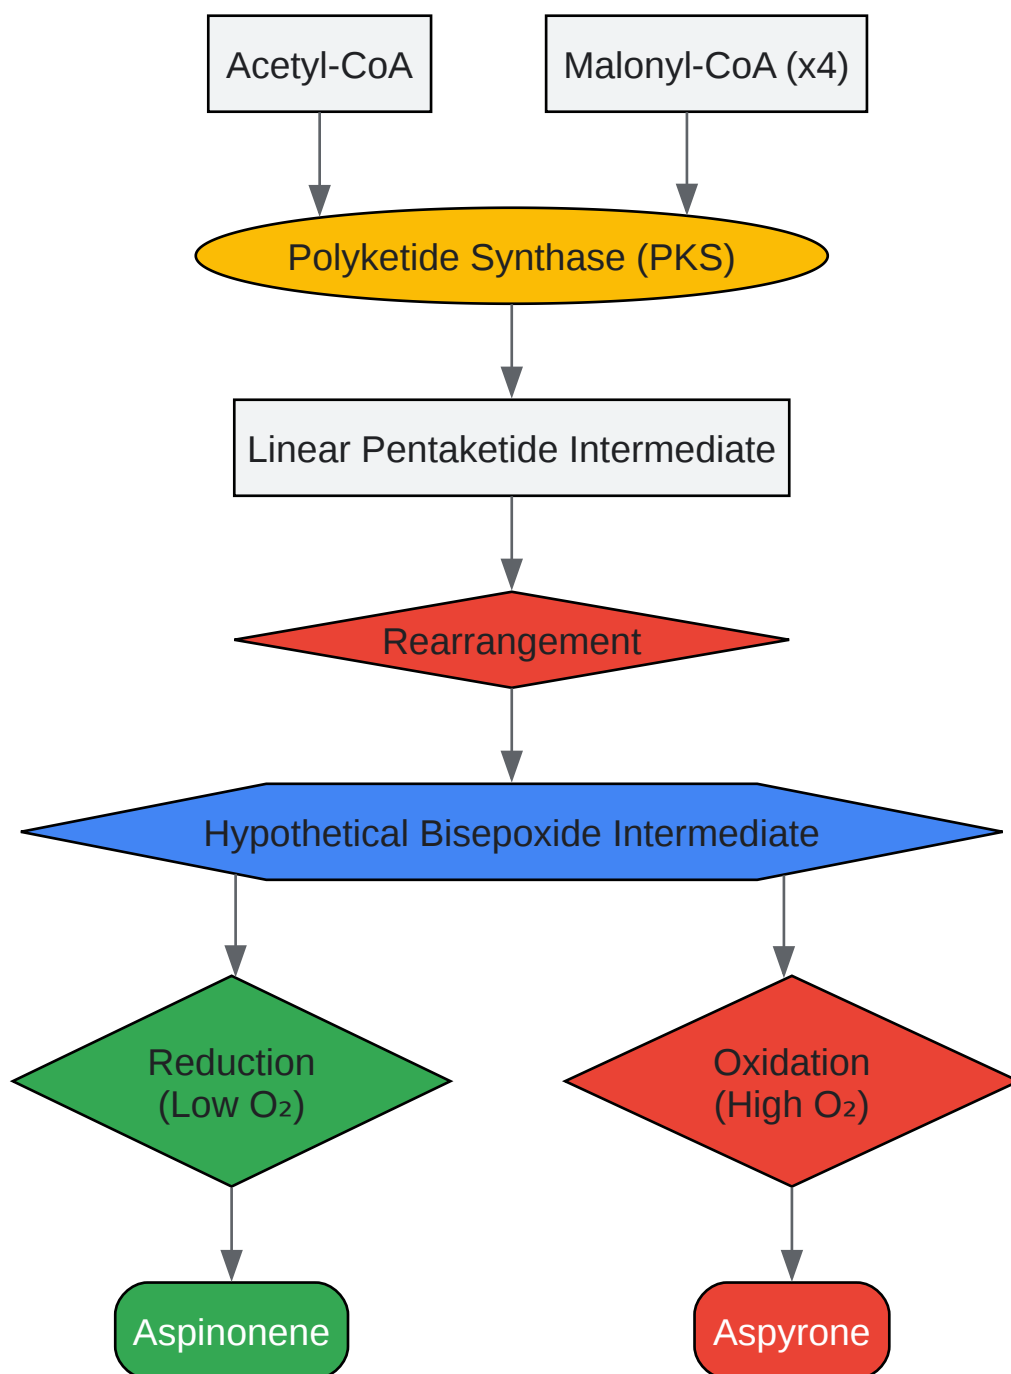 Acetyl-CoA
Malonyl-CoA (x4)
Polyketide Synthase (PKS)
Linear Pentaketide Intermediate
Rearrangement
Hypothetical Bisepoxide Intermediate
Reduction
(Low O₂)
Oxidation
(High O₂)
Aspinonene
Aspyrone